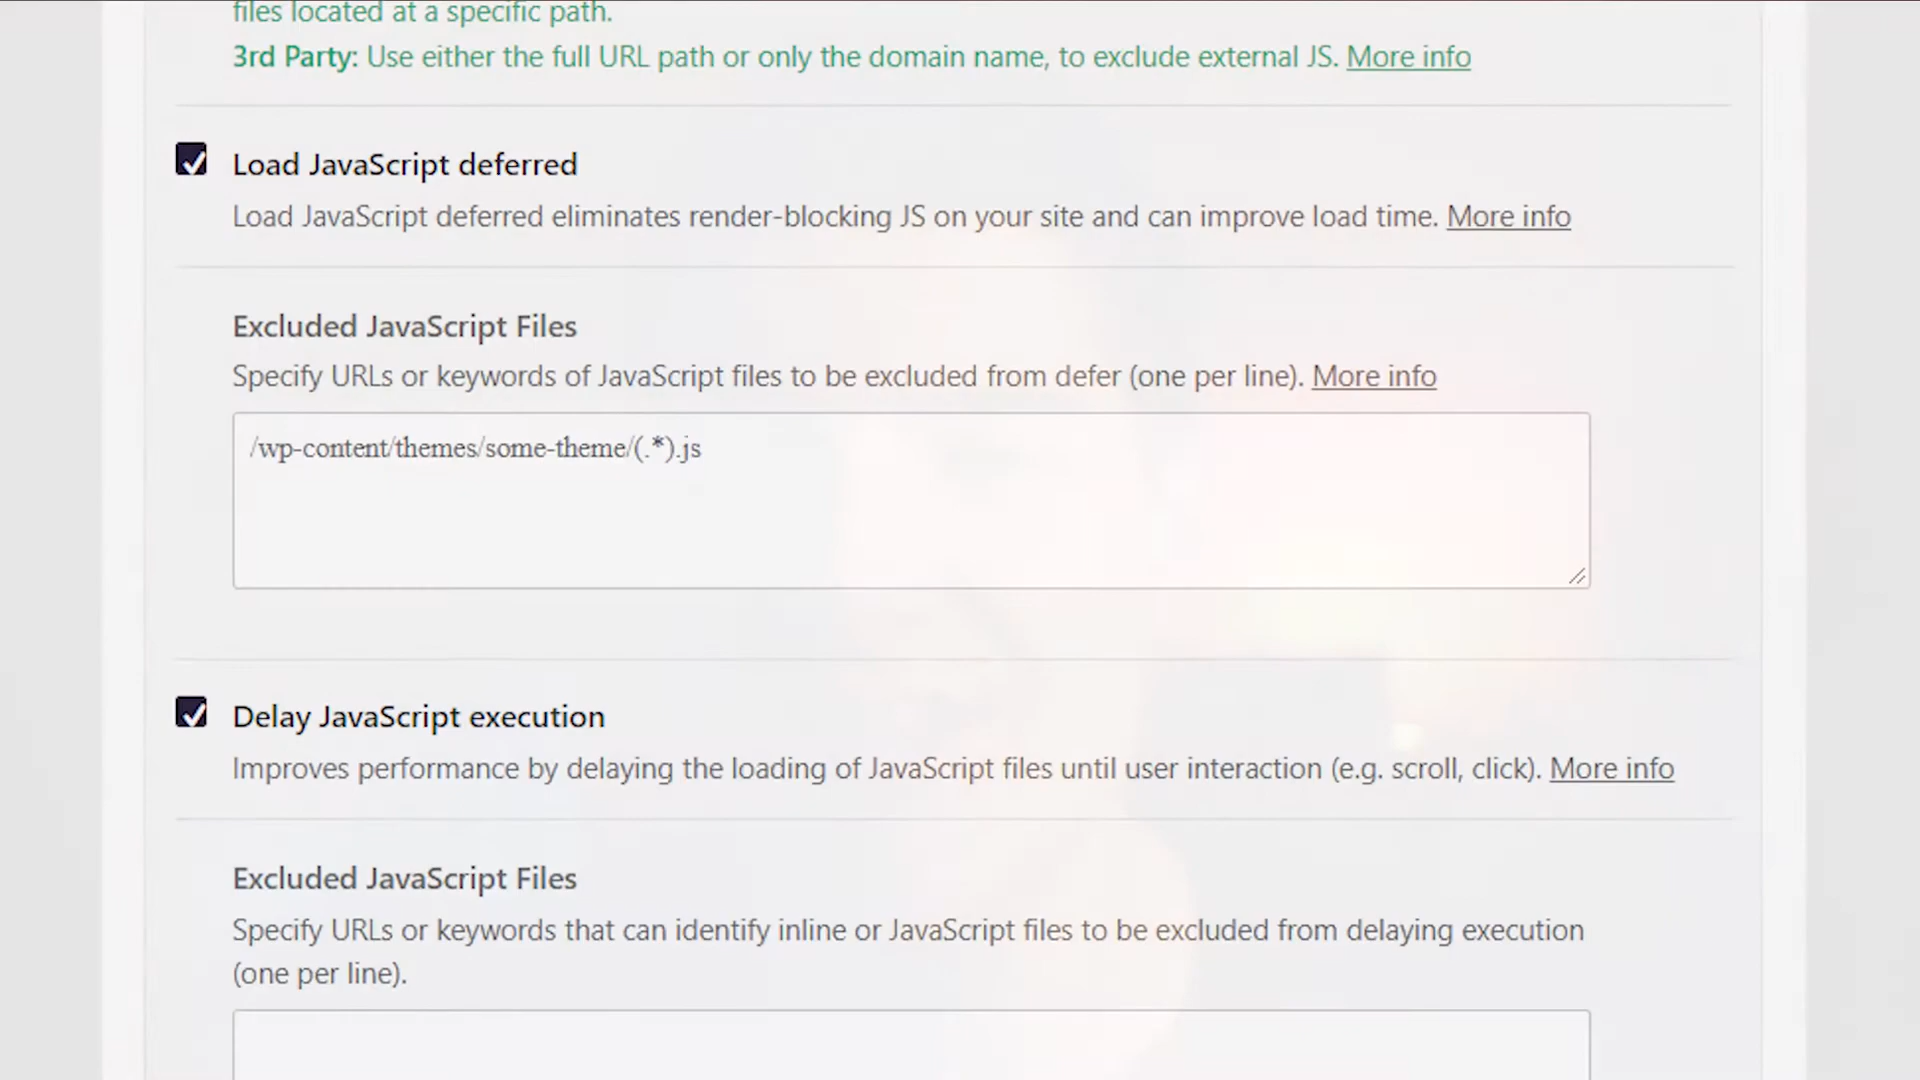 files located at a specific path.
3rd Party: Use either the full URL path or only the domain name, to exclude external JS. More info
Load JavaScript deferred
Load JavaScript deferred eliminates render-blocking JS on your site and can improve load time. More info
Excluded JavaScript Files
Specify URLs or keywords of JavaScript files to be excluded from defer (one per line). More info
/wp-content/themes/some-theme/(.*).js
Delay JavaScript execution
Improves performance by delaying the loading of JavaScript files until user interaction (e.g. scroll, click). More info
Excluded JavaScript Files
Specify URLs or keywords that can identify inline or JavaScript files to be excluded from delaying execution
(one per line).